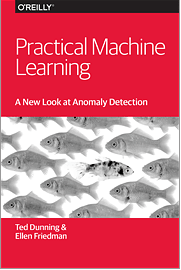 O'REILLY®
Practical Machine
Learning
A New Look at Anomaly Detection
Ted Dunning &
Ellen Friedman